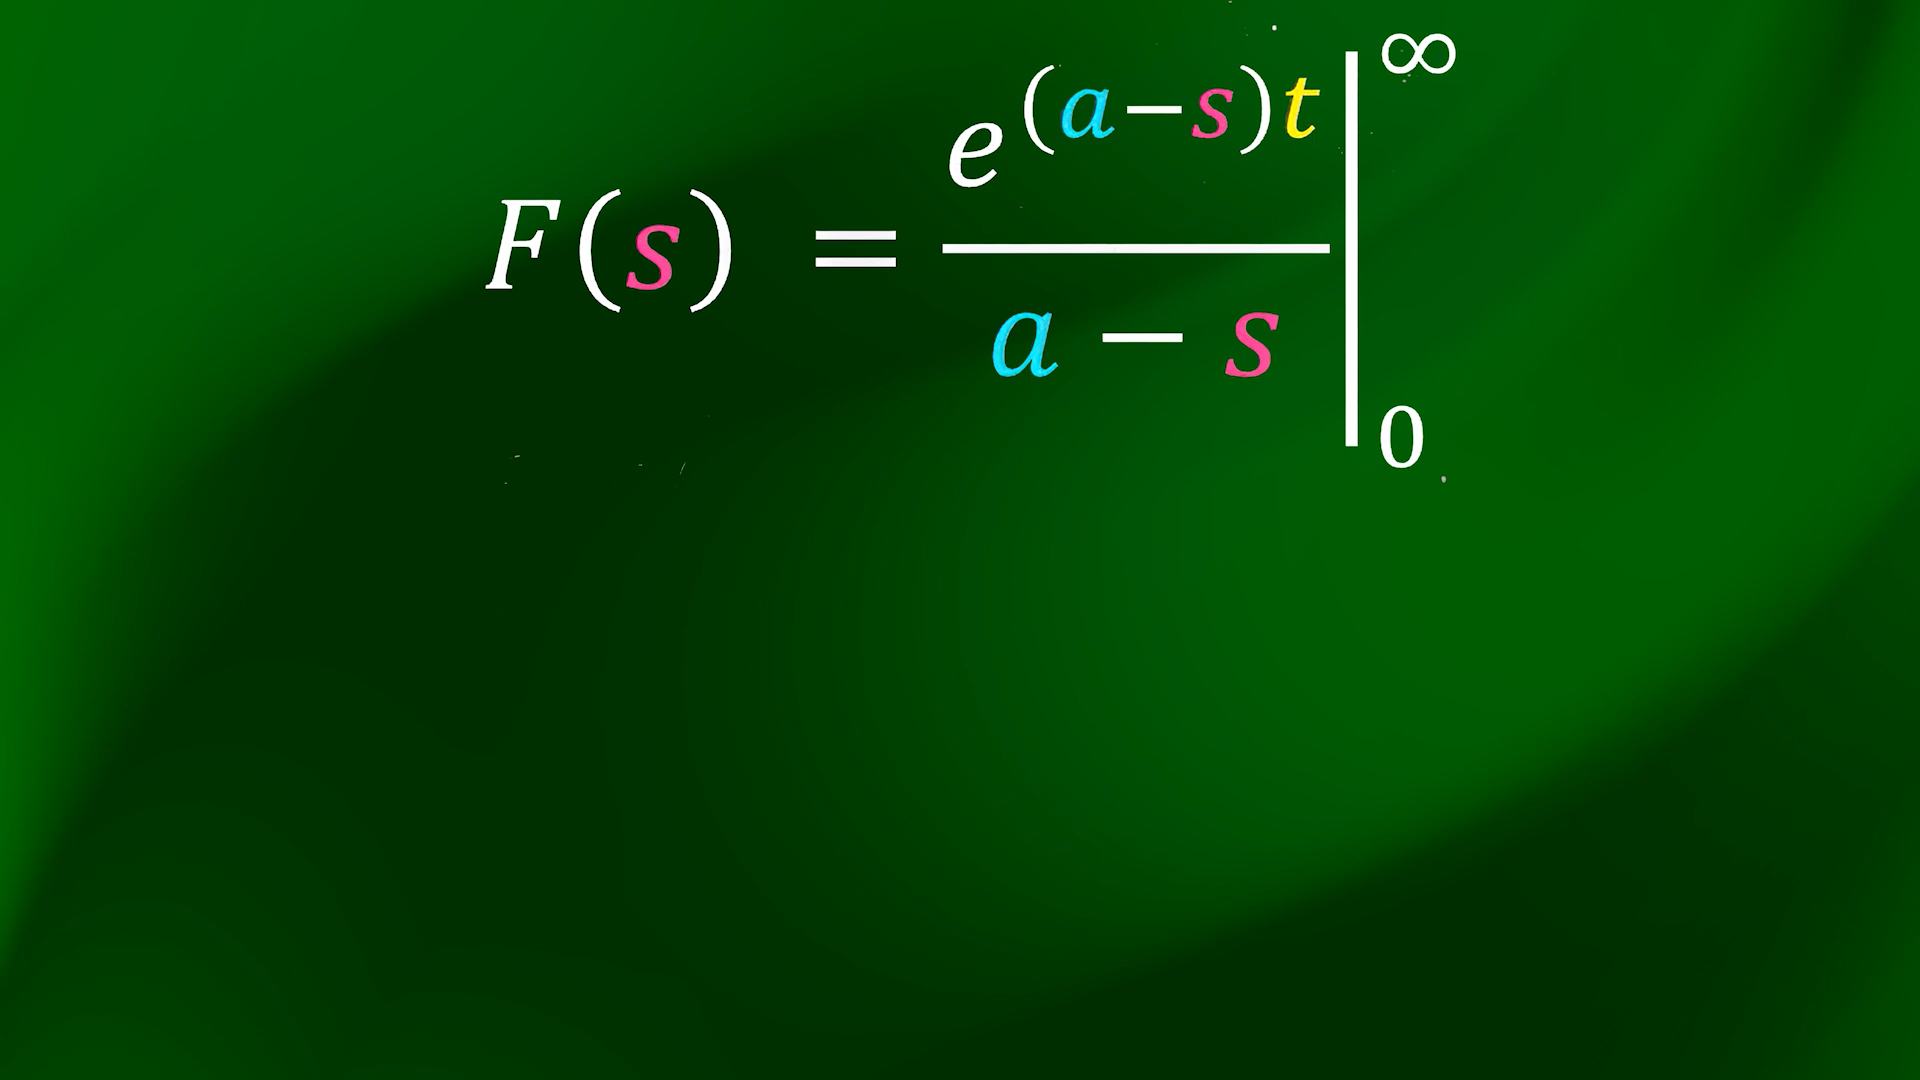 F(s) = e^{(a−s)t} / (a − s) |_0^∞